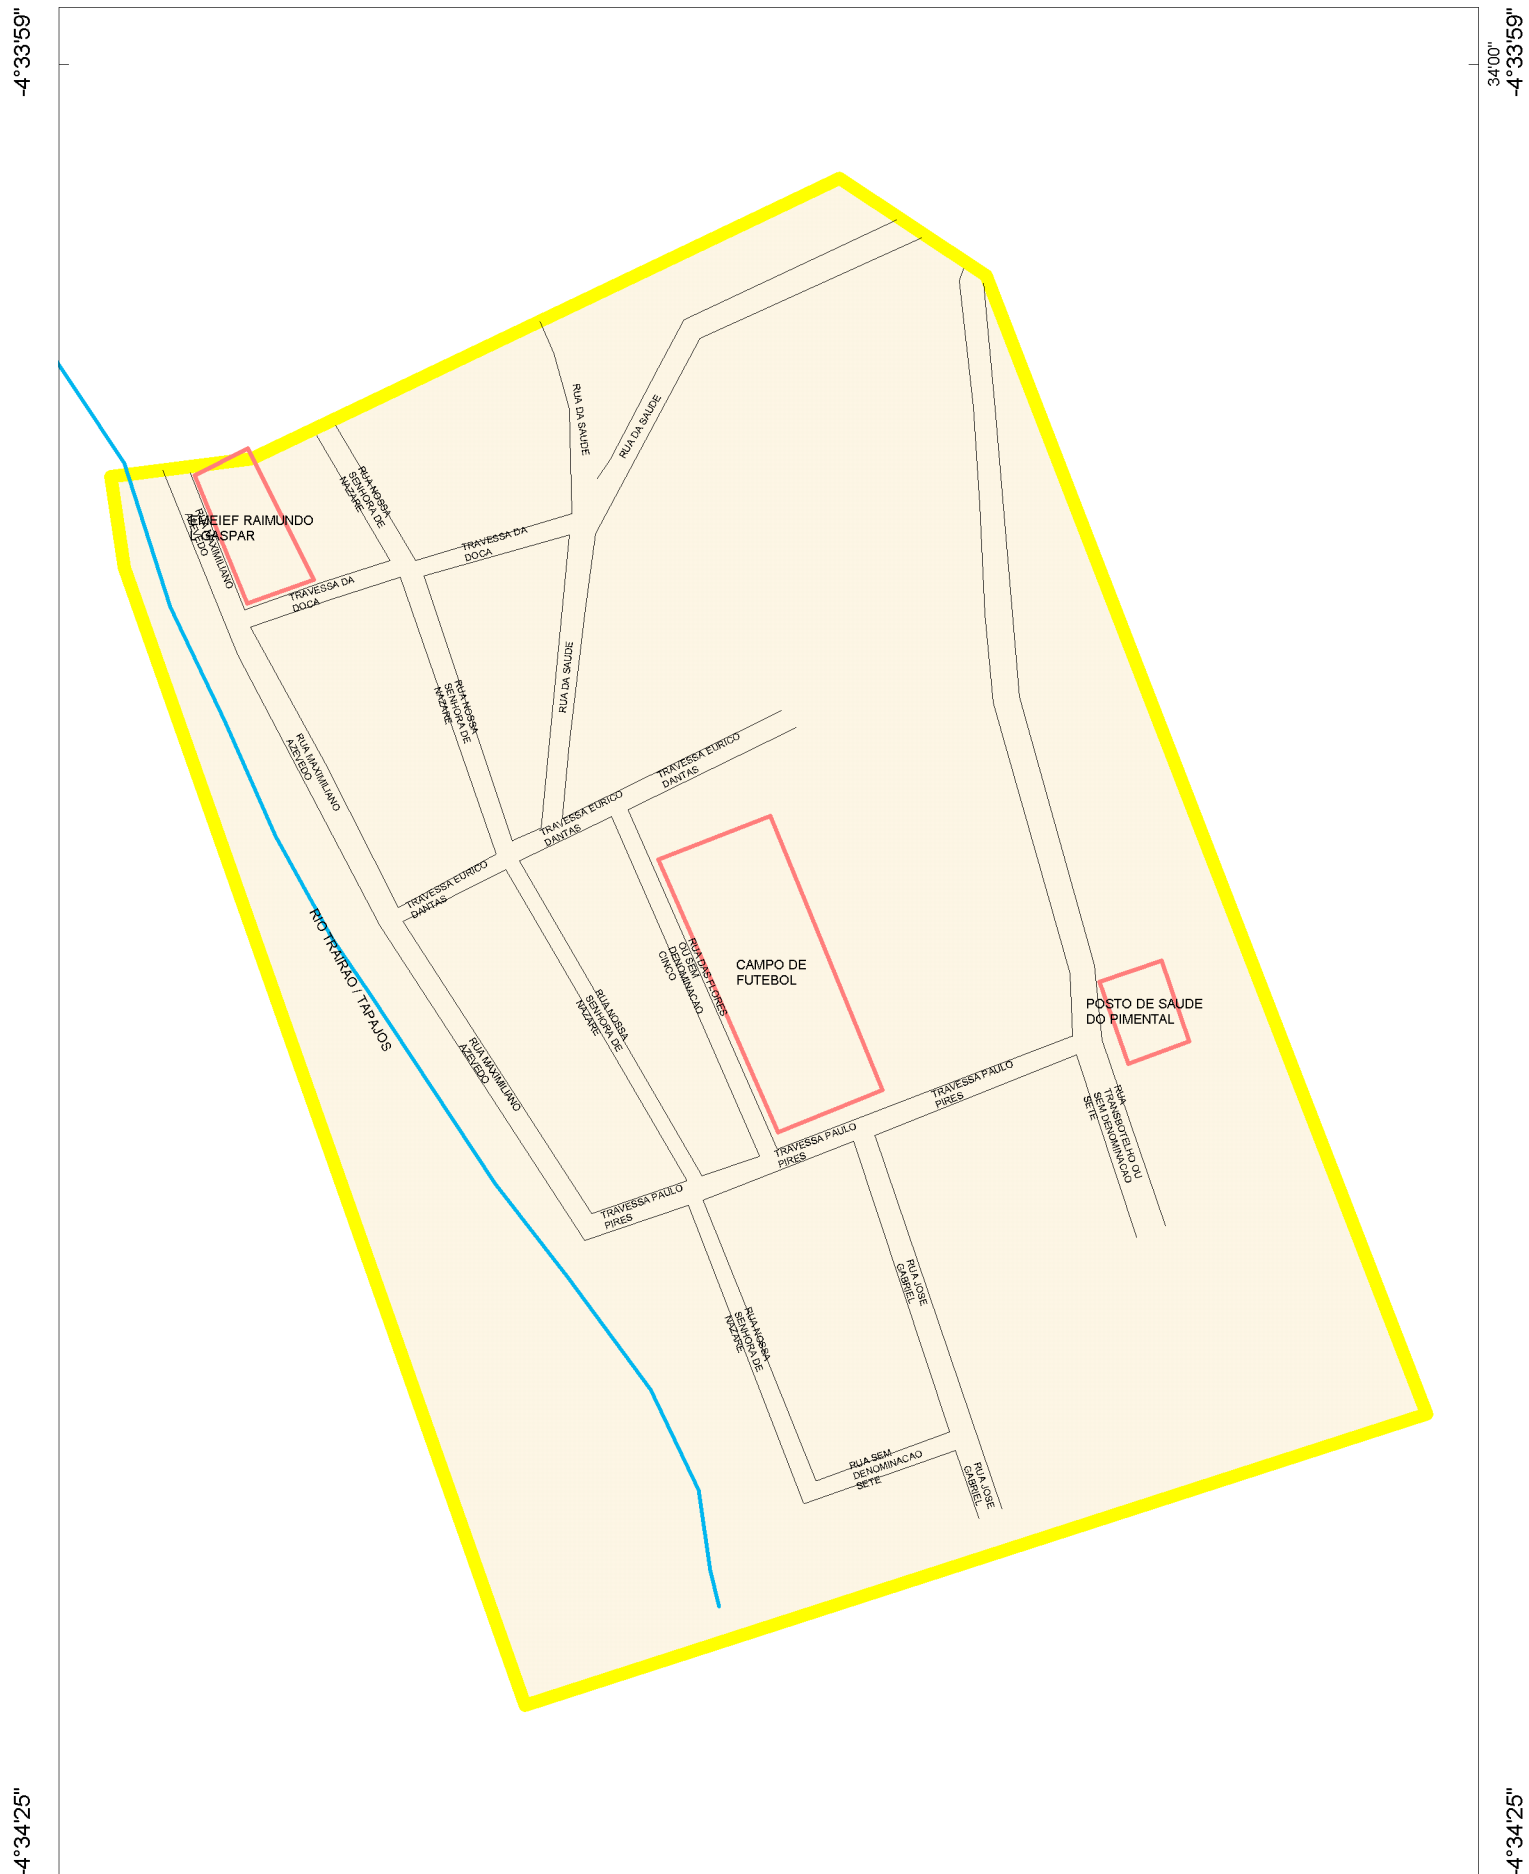 -4°33'59"
34'00"
-4°33'59"
RUA DA SAUDE
RUA DA SAUDE
RUA NOSSA
SENHORA DE
NAZARE
EMEIEF RAIMUNDO
L GASPAR
RUA MAXIMILIANO
AZEVEDO
TRAVESSA DA
DOCA
TRAVESSA DA
DOCA
RUA NOSSA
SENHORA DE
NAZARE
RUA DA SAUDE
RUA MAXIMILIANO
AZEVEDO
TRAVESSA EURICO
DANTAS
TRAVESSA EURICO
DANTAS
TRAVESSA EURICO
DANTAS
RIO TRAIRAO / TAPAJOS
RUA DAS FLORES
OU SEM
DENOMINACAO
CINCO
CAMPO DE
FUTEBOL
POSTO DE SAUDE
DO PIMENTAL
RUA NOSSA
SENHORA DE
NAZARE
RUA MAXIMILIANO
AZEVEDO
TRAVESSA PAULO
PIRES
RUA
TRANSBOTELHO OU
SEM DENOMINACAO
SETE
TRAVESSA PAULO
PIRES
TRAVESSA PAULO
PIRES
RUA JOSE
GABRIEL
RUA NOSSA
SENHORA DE
NAZARE
RUA SEM
DENOMINACAO
SETE
RUA JOSE
GABRIEL
-4°34'25"
-4°34'25"